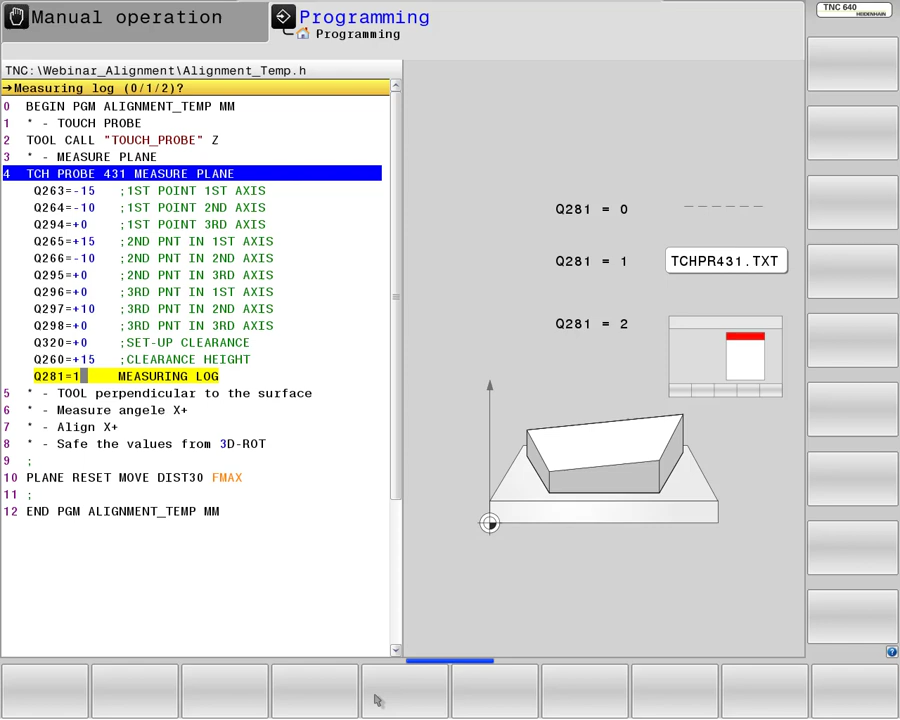 Manual operation
Programming
Programming
TNC 640
HEIDENHAIN
TNC:\Webinar_Alignment\Alignment_Temp.h
→Measuring log (0/1/2)?
0 BEGIN PGM ALIGNMENT_TEMP MM
1 * - TOUCH PROBE
2 TOOL CALL "TOUCH_PROBE" Z
3 * - MEASURE PLANE
4 TCH PROBE 431 MEASURE PLANE
Q263=-15 ;1ST POINT 1ST AXIS
Q264=-10 ;1ST POINT 2ND AXIS
Q294=+0 ;1ST POINT 3RD AXIS
Q265=+15 ;2ND PNT IN 1ST AXIS
Q266=-10 ;2ND PNT IN 2ND AXIS
Q295=+0 ;2ND PNT IN 3RD AXIS
Q296=+0 ;3RD PNT IN 1ST AXIS
Q297=+10 ;3RD PNT IN 2ND AXIS
Q298=+0 ;3RD PNT IN 3RD AXIS
Q320=+0 ;SET-UP CLEARANCE
Q260=+15 ;CLEARANCE HEIGHT
Q281=1 MEASURING LOG
5 * - TOOL perpendicular to the surface
6 * - Measure angele X+
7 * - Align X+
8 * - Safe the values from 3D-ROT
9 ;
10 PLANE RESET MOVE DIST30 FMAX
11 ;
12 END PGM ALIGNMENT_TEMP MM
Q281 = 0 ------
Q281 = 1 TCHPR431.TXT
Q281 = 2
?